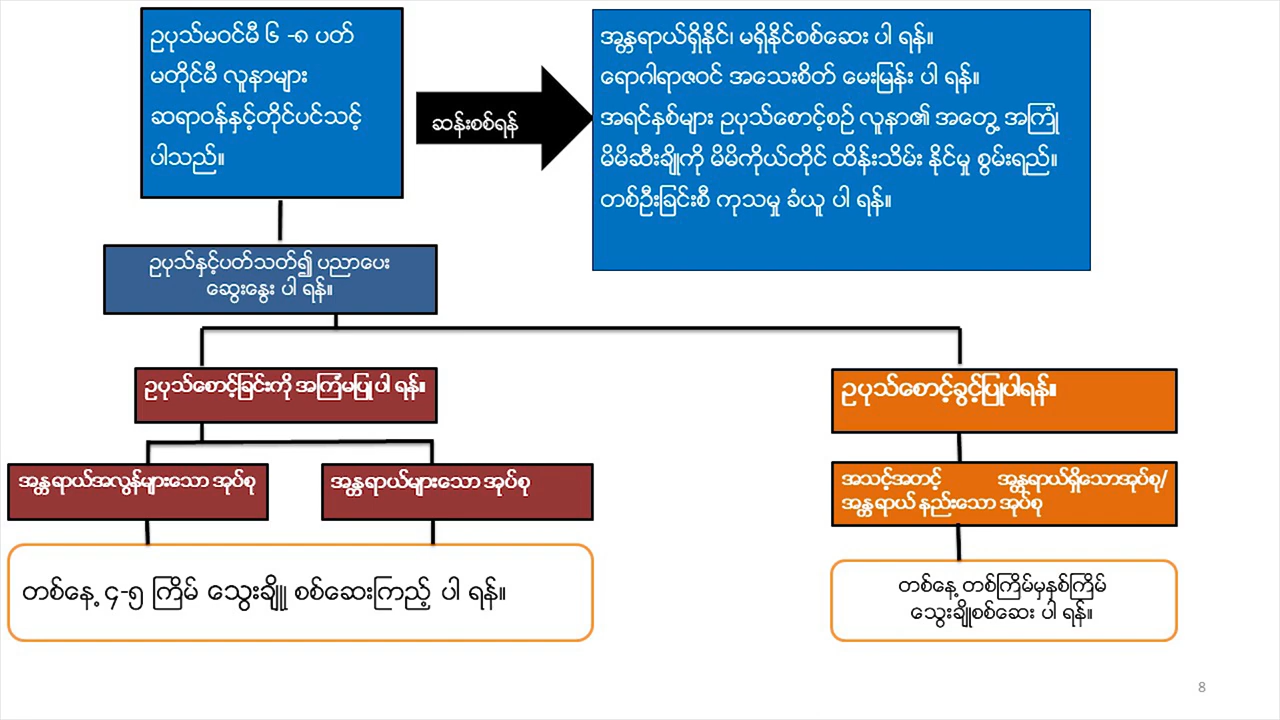 ဥပုသ်မဝင်မီ ၆ -၈ ပတ်
မတိုင်မီ လူနာများ
ဆရာဝန်နှင့်တိုင်ပင်သင့်
ပါသည်။
ဆန်းစစ်ရန်
အန္တရာယ်ရှိနိုင်၊ မရှိနိုင်စစ်ဆေး ပါ ရန်။
ရောဂါရာဇဝင် အသေးစိတ် မေးမြန်း ပါ ရန်။
အရင်နှစ်များ ဥပုသ်စောင့်စဉ် လူနာ၏ အတွေ့ အကြုံ
မိမိဆီးချိုကို မိမိကိုယ်တိုင် ထိန်းသိမ်း နိုင်မှု စွမ်းရည်။
တစ်ဦးခြင်းစီ ကုသမှု ခံယူ ပါ ရန်။
ဥပုသ်နှင့်ပတ်သတ်၍ ပညာပေး
ဆွေးနွေး ပါ ရန်။
ဥပုသ်စောင့်ခြင်းကို အကြံမပြု ပါ ရန်။
ဥပုသ်စောင့်ခွင့်ပြုပါရန်။
အန္တရာယ်အလွန်များသော အုပ်စု
အန္တရာယ်များသော အုပ်စု
အသင့်အတင့် အန္တရာယ်ရှိသောအုပ်စု/
အန္တရာယ် နည်းသော အုပ်စု
တစ်နေ့ ၄-၅ ကြိမ် သွေးချိုု စစ်ဆေးကြည့် ပါ ရန်။
တစ်နေ့ တစ်ကြိမ်မှနှစ်ကြိမ်
သွေးချိုစစ်ဆေး ပါ ရန်။
8